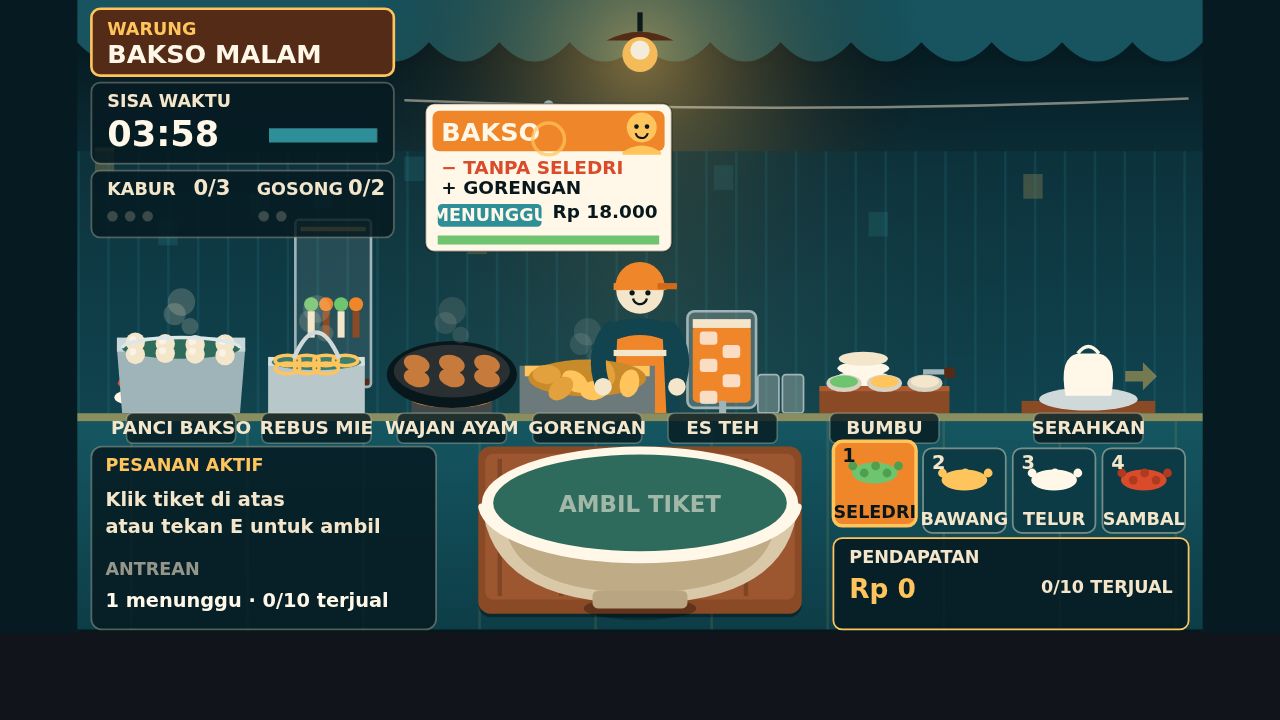 WARUNG
BAKSO MALAM
SISA WAKTU
03:58
KABUR 0/3 GOSONG 0/2
BAKSO
− TANPA SELEDRI
+ GORENGAN
MENUNGGU Rp 18.000
PANCI BAKSO REBUS MIE WAJAN AYAM GORENGAN ES TEH BUMBU SERAHKAN
PESANAN AKTIF
Klik tiket di atas
atau tekan E untuk ambil
ANTREAN
1 menunggu · 0/10 terjual
AMBIL TIKET
1 2 3 4
SELEDRI BAWANG TELUR SAMBAL
PENDAPATAN
Rp 0 0/10 TERJUAL